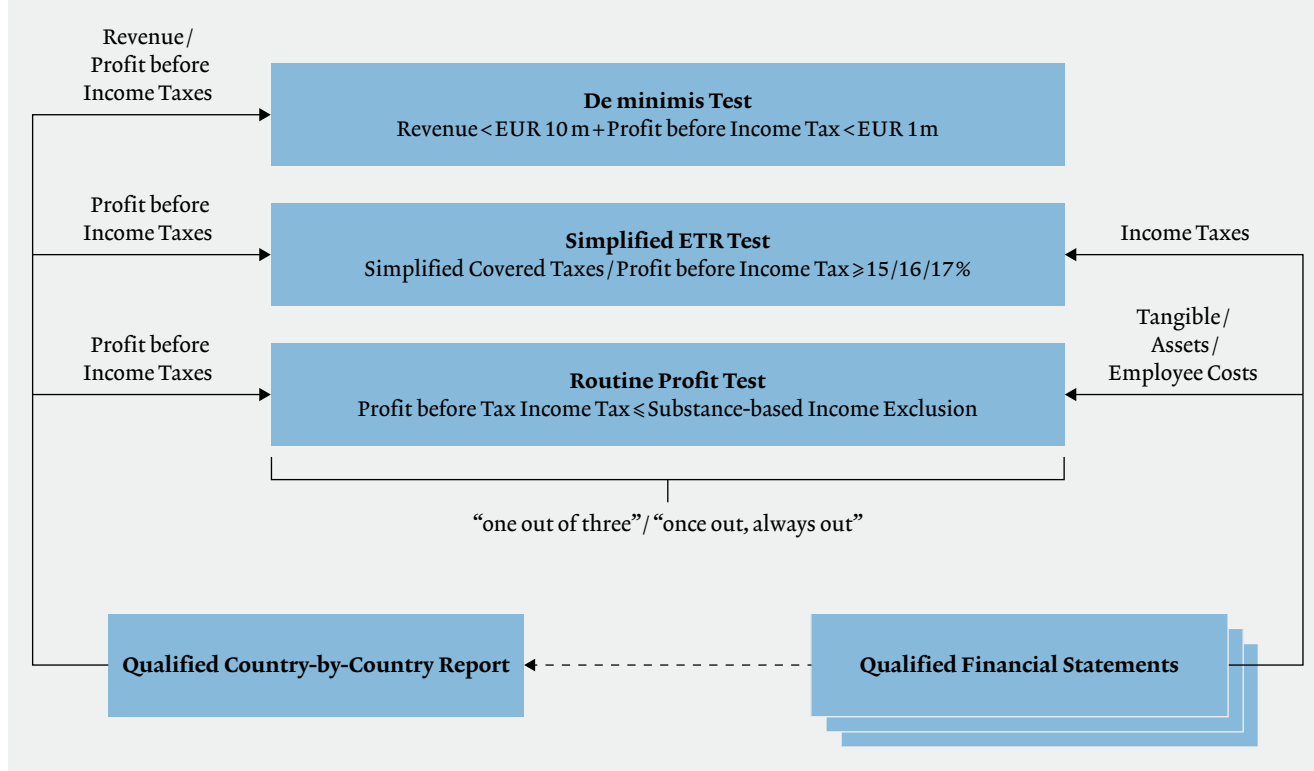 Revenue/
Profit before
Income Taxes
De minimis Test
Revenue<EUR 10 m+Profit before Income Tax<EUR 1 m
Profit before
Income Taxes
Simplified ETR Test
Simplified Covered Taxes/Profit before Income Tax⩾15/16/17%
Income Taxes
Profit before
Income Taxes
Routine Profit Test
Profit before Tax Income Tax⩽Substance-based Income Exclusion
Tangible/
Assets/
Employee Costs
“one out of three”/“once out, always out”
Qualified Country-by-Country Report
Qualified Financial Statements